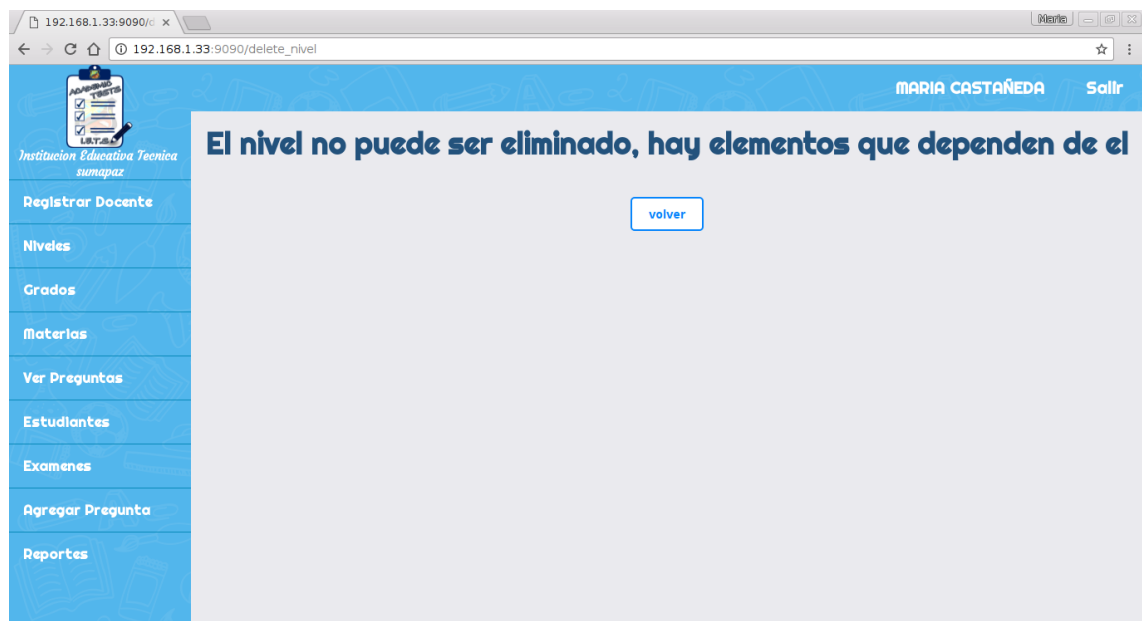 192.168.1.33:9090/d
Maria
192.168.1.33:9090/delete_nivel
ACADEMIO
TESTS
I.E.T.S.
Institucion Educativa Tecnica
sumapaz
MARIA CASTAÑEDA
Salir
El nivel no puede ser eliminado, hay elementos que dependen de el
volver
Registrar Docente
Niveles
Grados
Materias
Ver Preguntas
Estudiantes
Examenes
Agregar Pregunta
Reportes